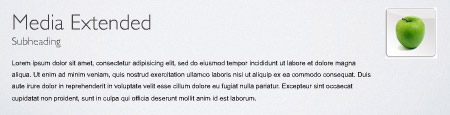 Media Extended
Subheading
Lorem ipsum dolor sit amet, consectetur adipisicing elit, sed do eiusmod tempor incididunt ut labore et dolore magna
aliqua. Ut enim ad minim veniam, quis nostrud exercitation ullamco laboris nisi ut aliquip ex ea commodo consequat. Duis
aute irure dolor in reprehenderit in voluptate velit esse cillum dolore eu fugiat nulla pariatur. Excepteur sint occaecat
cupidatat non proident, sunt in culpa qui officia deserunt mollit anim id est laborum.